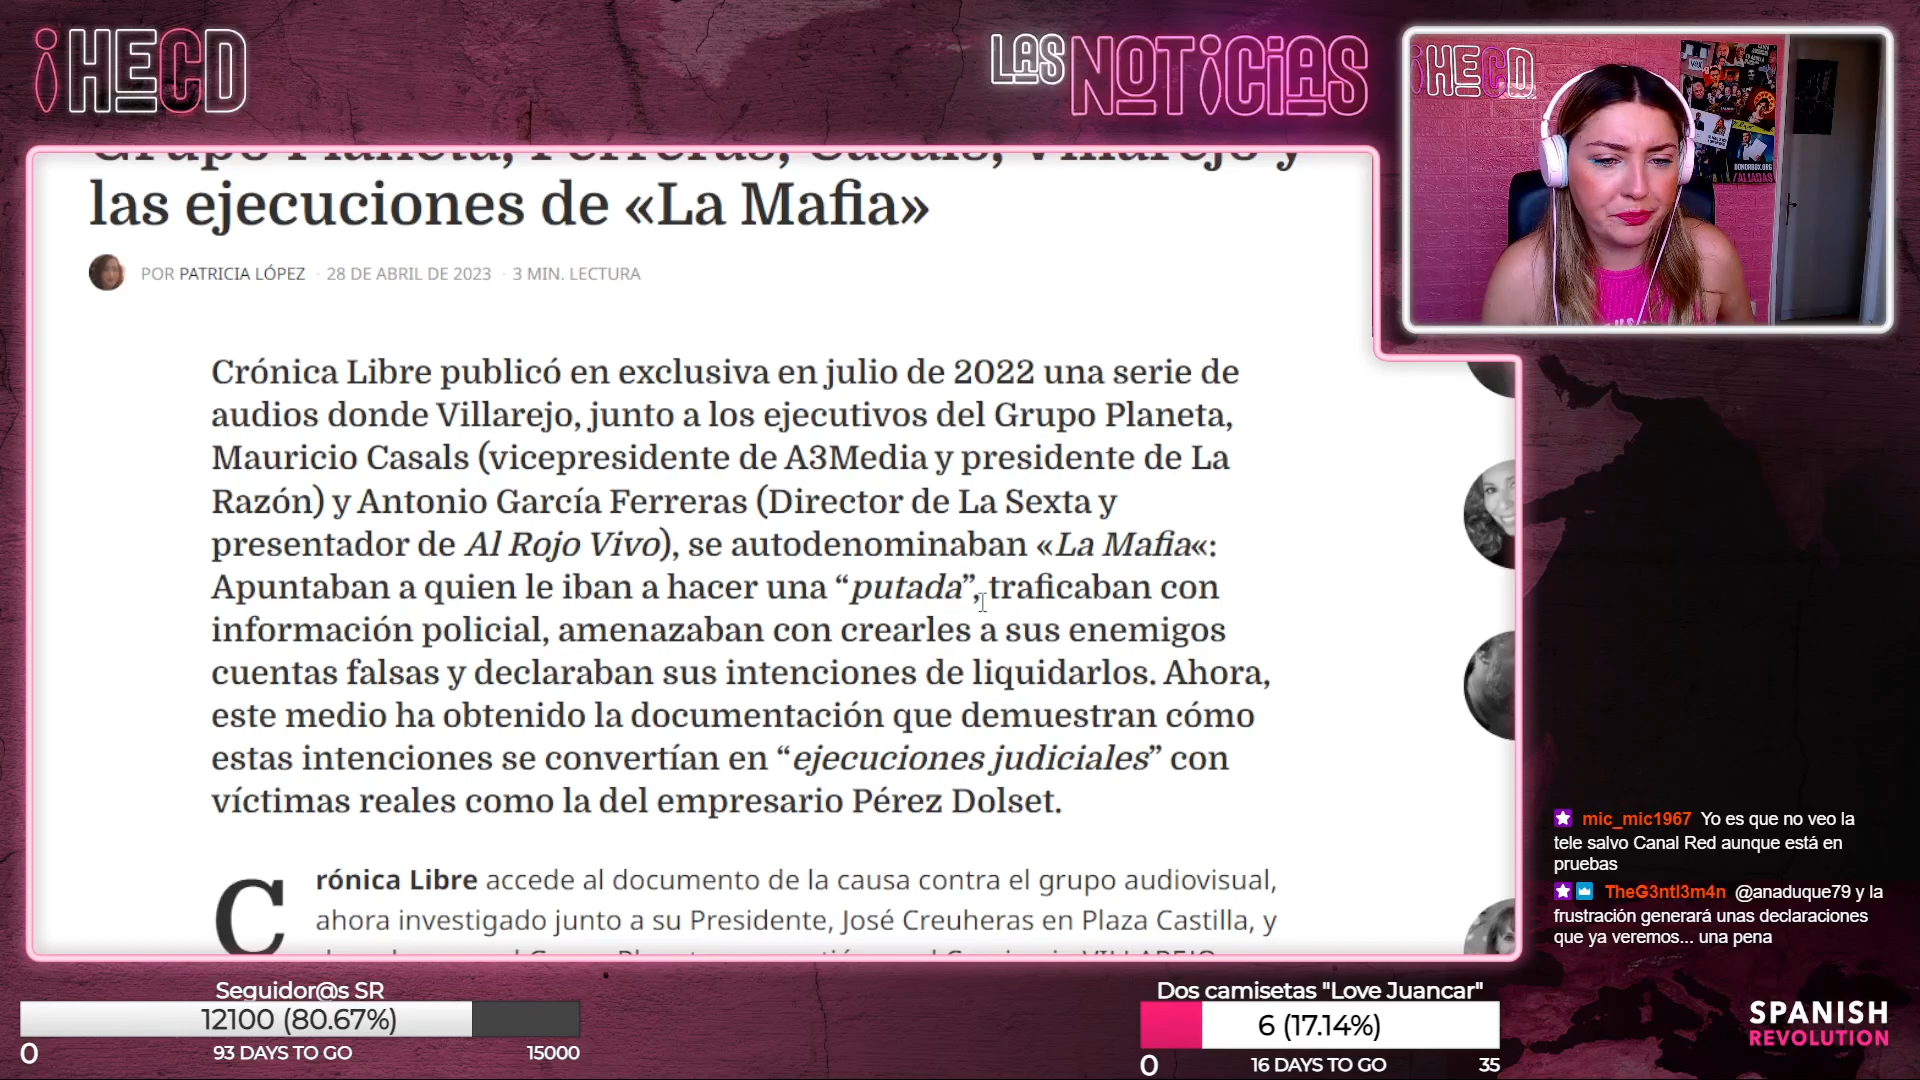 ¡HECD
LAS NOTICIAS
¡HECD
Grupo Planeta, Ferreras, Casals, Villarejo y
las ejecuciones de «La Mafia»
POR PATRICIA LÓPEZ · 28 DE ABRIL DE 2023 · 3 MIN. LECTURA
Crónica Libre publicó en exclusiva en julio de 2022 una serie de
audios donde Villarejo, junto a los ejecutivos del Grupo Planeta,
Mauricio Casals (vicepresidente de A3Media y presidente de La
Razón) y Antonio García Ferreras (Director de La Sexta y
presentador de Al Rojo Vivo), se autodenominaban «La Mafia«:
Apuntaban a quien le iban a hacer una “putada”, traficaban con
información policial, amenazaban con crearles a sus enemigos
cuentas falsas y declaraban sus intenciones de liquidarlos. Ahora,
este medio ha obtenido la documentación que demuestran cómo
estas intenciones se convertían en “ejecuciones judiciales” con
víctimas reales como la del empresario Pérez Dolset.
Crónica Libre accede al documento de la causa contra el grupo audiovisual,
ahora investigado junto a su Presidente, José Creuheras en Plaza Castilla, y
mic_mic1967 Yo es que no veo la
tele salvo Canal Red aunque está en
pruebas
TheG3ntl3m4n @anaduque79 y la
frustración generará unas declaraciones
que ya veremos... una pena
Seguidor@s SR
12100 (80.67%)
0 93 DAYS TO GO 15000
Dos camisetas "Love Juancar"
6 (17.14%)
0 16 DAYS TO GO 35
SPANISH
REVOLUTION